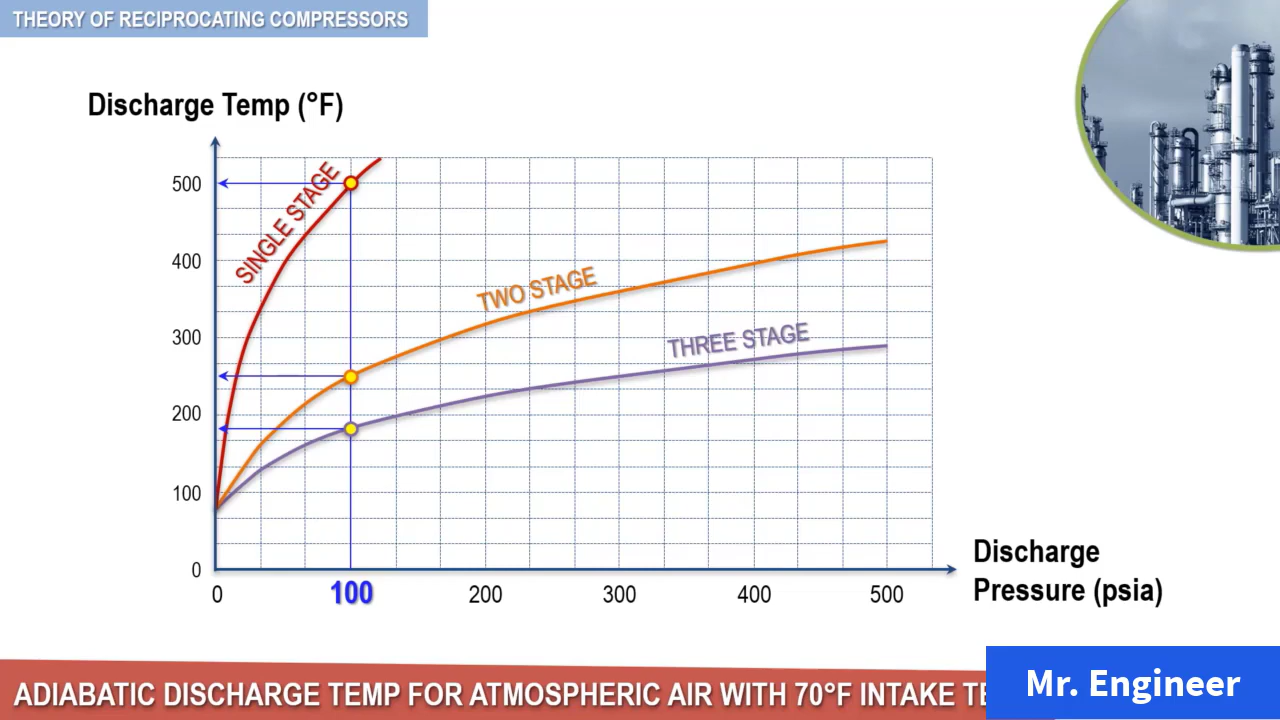 THEORY OF RECIPROCATING COMPRESSORS
Discharge Temp (°F)
500
400
300
200
100
0
SINGLE STAGE
TWO STAGE
THREE STAGE
0
100
200
300
400
500
Discharge
Pressure (psia)
ADIABATIC DISCHARGE TEMP FOR ATMOSPHERIC AIR WITH 70°F INTAKE
Mr. Engineer